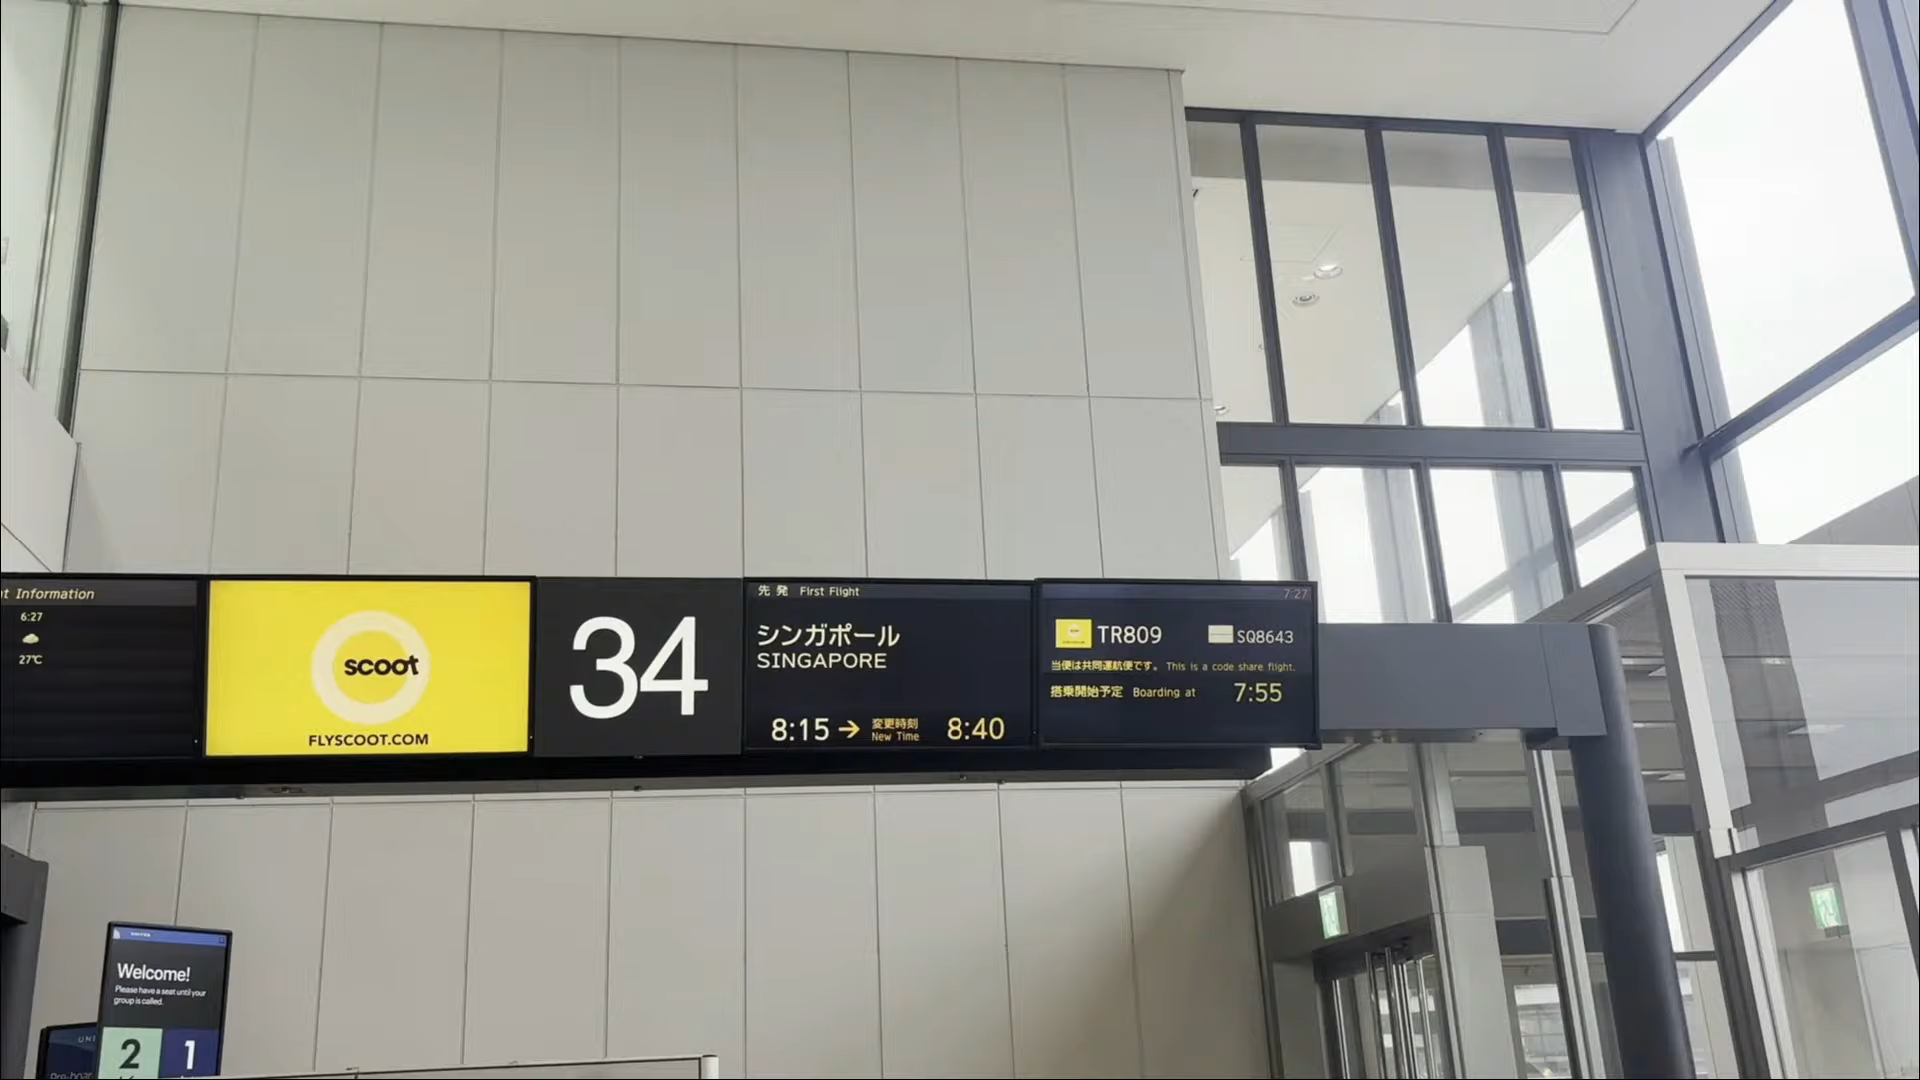 t Information
6:27
27℃
scoot
FLYSCOOT.COM
34
先発 First Flight
シンガポール
SINGAPORE
8:15 → 変更時刻 New Time 8:40
7:27
TR809 SQ8643
当便は共同運航便です。 This is a code share flight.
搭乗開始予定 Boarding at 7:55
Welcome!
Please have a seat until your
group is called.
2 1